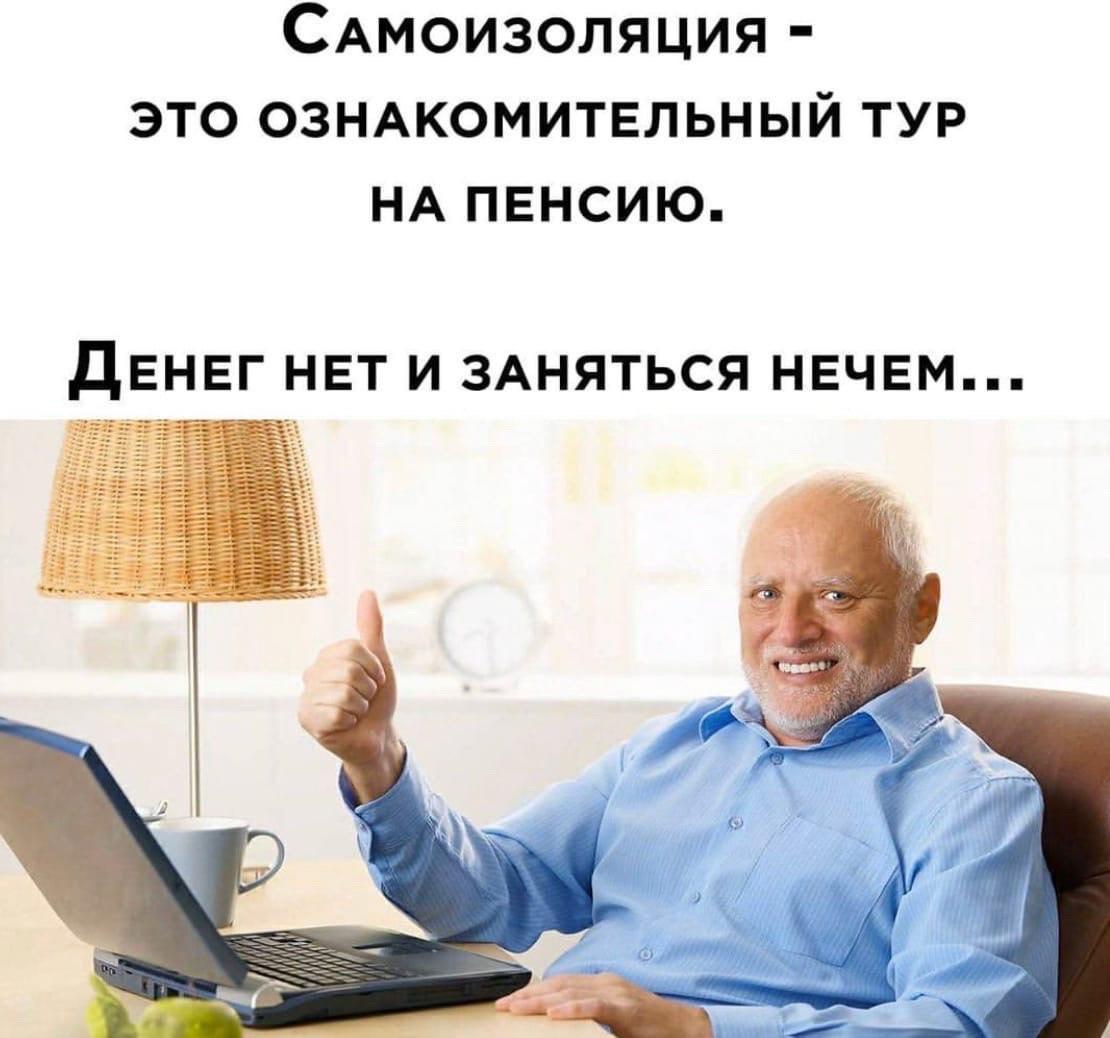 Самоизоляция -
это ознакомительный тур
на пенсию.
Денег нет и заняться нечем...